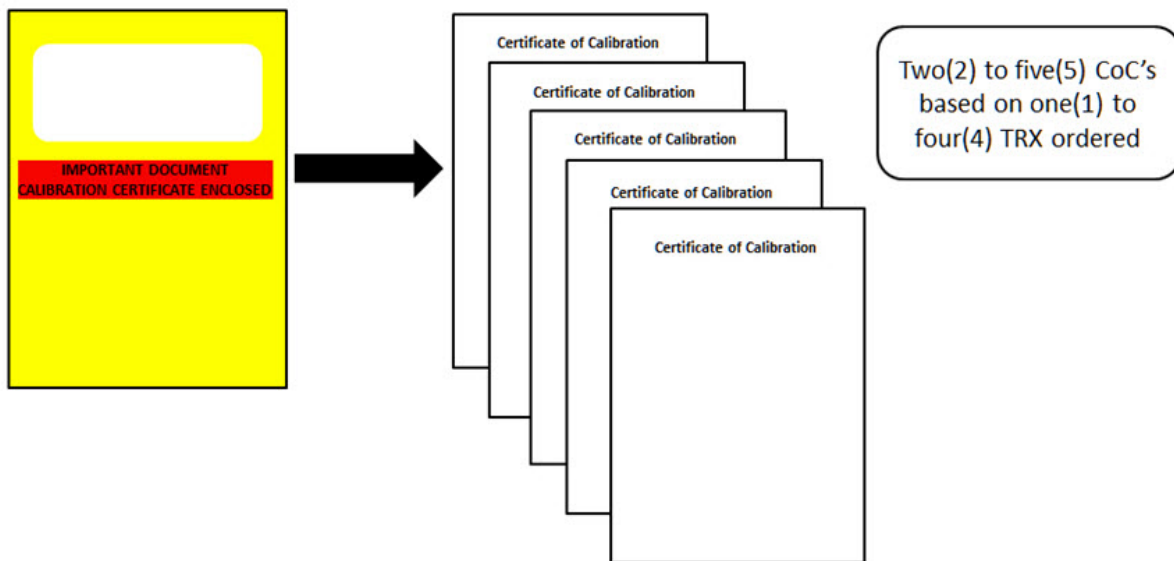 IMPORTANT DOCUMENT
CALIBRATION CERTIFICATE ENCLOSED
Certificate of Calibration
Certificate of Calibration
Certificate of Calibration
Certificate of Calibration
Certificate of Calibration
Two(2) to five(5) CoC's
based on one(1) to
four(4) TRX ordered